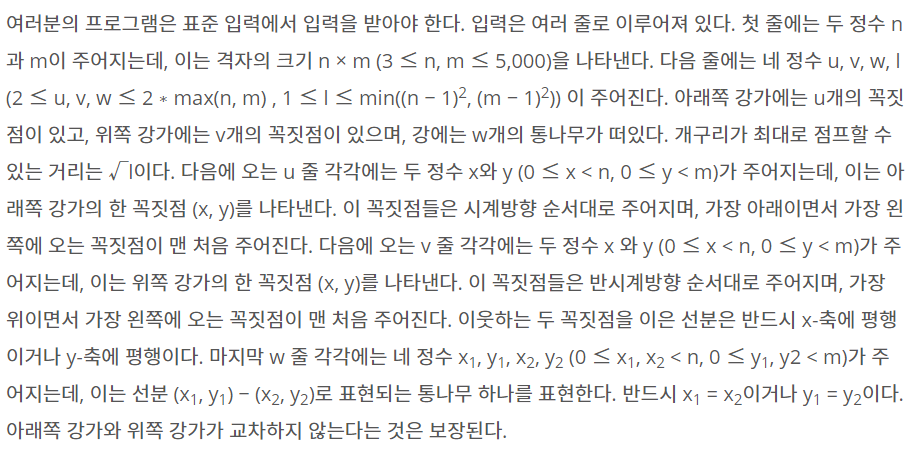 여러분의 프로그램은 표준 입력에서 입력을 받아야 한다. 입력은 여러 줄로 이루어져 있다. 첫 줄에는 두 정수 n
과 m이 주어지는데, 이는 격자의 크기 n × m (3 ≤ n, m ≤ 5,000)을 나타낸다. 다음 줄에는 네 정수 u, v, w, l
(2 ≤ u, v, w ≤ 2 * max(n, m) , 1 ≤ l ≤ min((n − 1)², (m − 1)²)) 이 주어진다. 아래쪽 강가에는 u개의 꼭짓
점이 있고, 위쪽 강가에는 v개의 꼭짓점이 있으며, 강에는 w개의 통나무가 떠있다. 개구리가 최대로 점프할 수
있는 거리는 √l이다. 다음에 오는 u 줄 각각에는 두 정수 x와 y (0 ≤ x < n, 0 ≤ y < m)가 주어지는데, 이는 아
래쪽 강가의 한 꼭짓점 (x, y)를 나타낸다. 이 꼭짓점들은 시계방향 순서대로 주어지며, 가장 아래이면서 가장 왼
쪽에 오는 꼭짓점이 맨 처음 주어진다. 다음에 오는 v 줄 각각에는 두 정수 x 와 y (0 ≤ x < n, 0 ≤ y < m)가 주
어지는데, 이는 위쪽 강가의 한 꼭짓점 (x, y)를 나타낸다. 이 꼭짓점들은 반시계방향 순서대로 주어지며, 가장
위이면서 가장 왼쪽에 오는 꼭짓점이 맨 처음 주어진다. 이웃하는 두 꼭짓점을 이은 선분은 반드시 x-축에 평행
이거나 y-축에 평행이다. 마지막 w 줄 각각에는 네 정수 x₁, y₁, x₂, y₂ (0 ≤ x₁, x₂ < n, 0 ≤ y₁, y2 < m)가 주
어지는데, 이는 선분 (x₁, y₁) − (x₂, y₂)로 표현되는 통나무 하나를 표현한다. 반드시 x₁ = x₂이거나 y₁ = y₂이다.
아래쪽 강가와 위쪽 강가가 교차하지 않는다는 것은 보장된다.